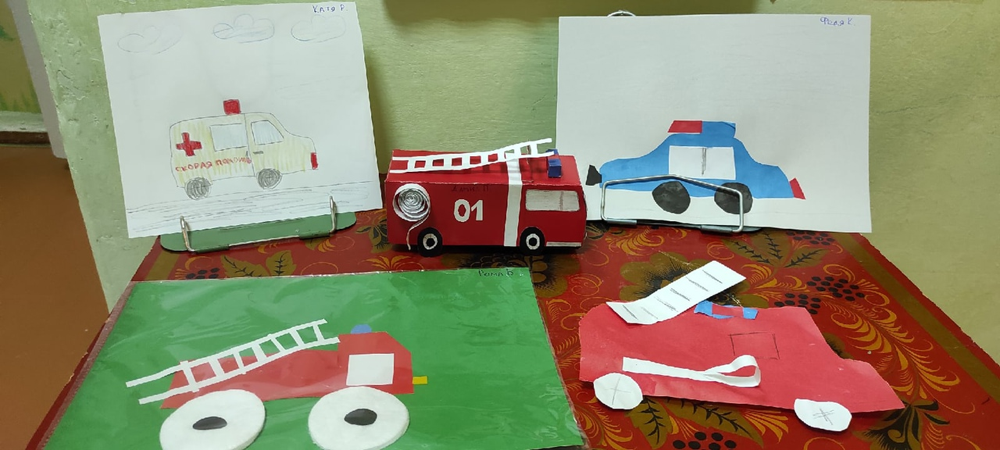 Катя Р.
Федя К.
СКОРАЯ ПОМОЩЬ
01
Рома Б